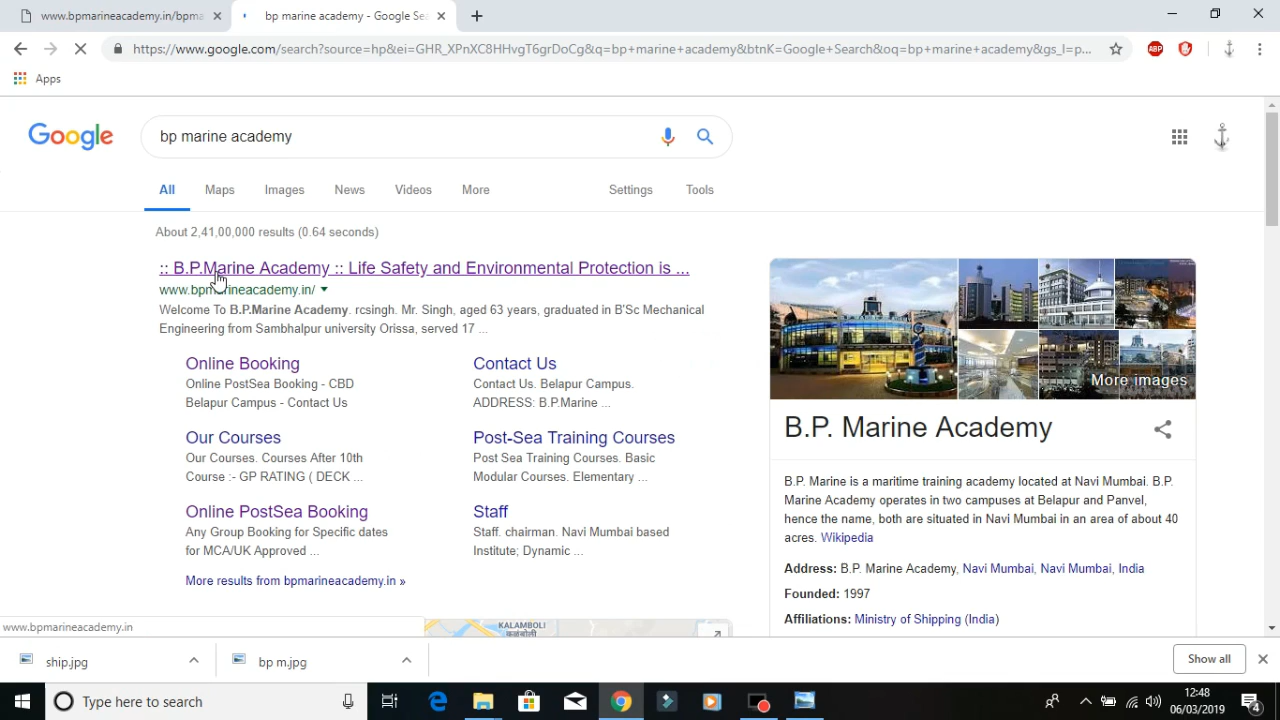 www.bpmarineacademy.in/bpma
bp marine academy - Google Sea
https://www.google.com/search?source=hp&ei=GHR_XPnXC8HHvgT6grDoCg&q=bp+marine+academy&btnK=Google+Search&oq=bp+marine+academy&gs_l=p...
ABP
Apps
Google
bp marine academy
All Maps Images News Videos More Settings Tools
About 2,41,00,000 results (0.64 seconds)
:: B.P.Marine Academy :: Life Safety and Environmental Protection is ...
www.bpmarineacademy.in/
Welcome To B.P.Marine Academy. rcsingh. Mr. Singh, aged 63 years, graduated in B'Sc Mechanical
Engineering from Sambhalpur university Orissa, served 17 ...
Online Booking
Online PostSea Booking - CBD
Belapur Campus - Contact Us
Contact Us
Contact Us. Belapur Campus.
ADDRESS: B.P.Marine ...
Our Courses
Our Courses. Courses After 10th
Course :- GP RATING ( DECK ...
Post-Sea Training Courses
Post Sea Training Courses. Basic
Modular Courses. Elementary ...
Online PostSea Booking
Any Group Booking for Specific dates
for MCA/UK Approved ...
Staff
Staff. chairman. Navi Mumbai based
Institute; Dynamic ...
More results from bpmarineacademy.in »
More images
B.P. Marine Academy
B.P. Marine is a maritime training academy located at Navi Mumbai. B.P.
Marine Academy operates in two campuses at Belapur and Panvel,
hence the name, both are situated in Navi Mumbai in an area of about 40
acres. Wikipedia
Address: B.P. Marine Academy, Navi Mumbai, Navi Mumbai, India
Founded: 1997
Affiliations: Ministry of Shipping (India)
KALAMBOLI
कळंबोली
www.bpmarineacademy.in
ship.jpg
bp m.jpg
Show all
Type here to search
12:48
06/03/2019
4